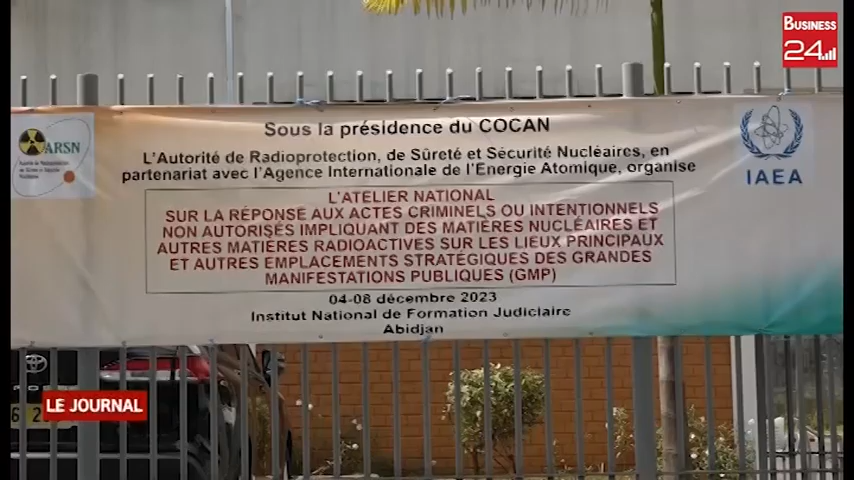 BUSINESS
24
Sous la présidence du COCAN
ARSN
L'Autorité de Radioprotection, de Sûreté et Sécurité Nucléaires, en
partenariat avec l'Agence Internationale de l'Energie Atomique, organise
IAEA
L'ATELIER NATIONAL
SUR LA RÉPONSE AUX ACTES CRIMINELS OU INTENTIONNELS
NON AUTORISÉS IMPLIQUANT DES MATIÈRES NUCLÉAIRES ET
AUTRES MATIÈRES RADIOACTIVES SUR LES LIEUX PRINCIPAUX
ET AUTRES EMPLACEMENTS STRATÉGIQUES DES GRANDES
MANIFESTATIONS PUBLIQUES (GMP)
04-08 décembre 2023
Institut National de Formation Judiciaire
Abidjan
LE JOURNAL
www.business24africa